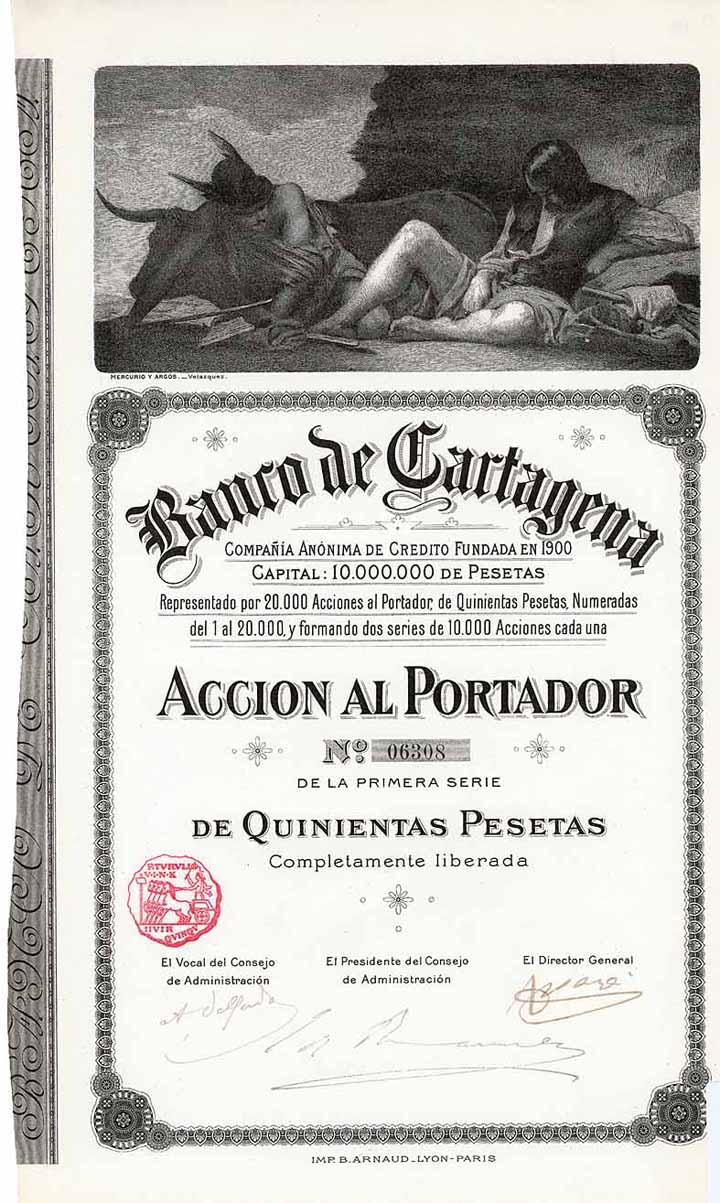 MERCURIO Y ARGOS. _ Velazquez.
Banco de Cartagena
COMPAÑÍA ANÓNIMA DE CREDITO FUNDADA EN 1900
CAPITAL: 10.000.000 DE PESETAS
Representado por 20.000 Acciones al Portador, de Quinientas Pesetas, Numeradas
del 1 al 20.000, y formando dos series de 10.000 Acciones cada una
ACCION AL PORTADOR
Nº 06308
DE LA PRIMERA SERIE
DE QUINIENTAS PESETAS
Completamente liberada
IIVIR
QVINQV
El Vocal del Consejo
de Administración
El Presidente del Consejo
de Administración
El Director General
IMP. B. ARNAUD _ LYON-PARIS